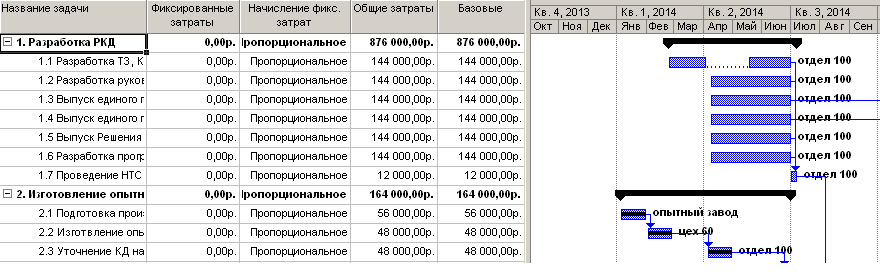 Название задачи Фиксированные затраты Начисление фикс. затрат Общие затраты Базовые Кв. 4, 2013 Кв. 1, 2014 Кв. 2, 2014 Кв. 3, 2014
Окт Ноя Дек Янв Фев Мар Апр Май Июн Июл Авг Сен
1. Разработка РКД 0,00р. Пропорциональное 876 000,00р. 876 000,00р.
1.1 Разработка ТЗ, К 0,00р. Пропорциональное 144 000,00р. 144 000,00р. отдел 100
1.2 Разработка руков 0,00р. Пропорциональное 144 000,00р. 144 000,00р. отдел 100
1.3 Выпуск единого г 0,00р. Пропорциональное 144 000,00р. 144 000,00р. отдел 100
1.4 Выпуск единого г 0,00р. Пропорциональное 144 000,00р. 144 000,00р. отдел 100
1.5 Выпуск Решения 0,00р. Пропорциональное 144 000,00р. 144 000,00р. отдел 100
1.6 Разработка прогр 0,00р. Пропорциональное 144 000,00р. 144 000,00р. отдел 100
1.7 Проведение НТС 0,00р. Пропорциональное 12 000,00р. 12 000,00р. отдел 100
2. Изготовление опытн 0,00р. Пропорциональное 164 000,00р. 164 000,00р.
2.1 Подготовка прои 0,00р. Пропорциональное 56 000,00р. 56 000,00р. опытный завод
2.2 Изготвление опы 0,00р. Пропорциональное 48 000,00р. 48 000,00р. цех 60
2.3 Уточнение КД на 0,00р. Пропорциональное 48 000,00р. 48 000,00р. отдел 100